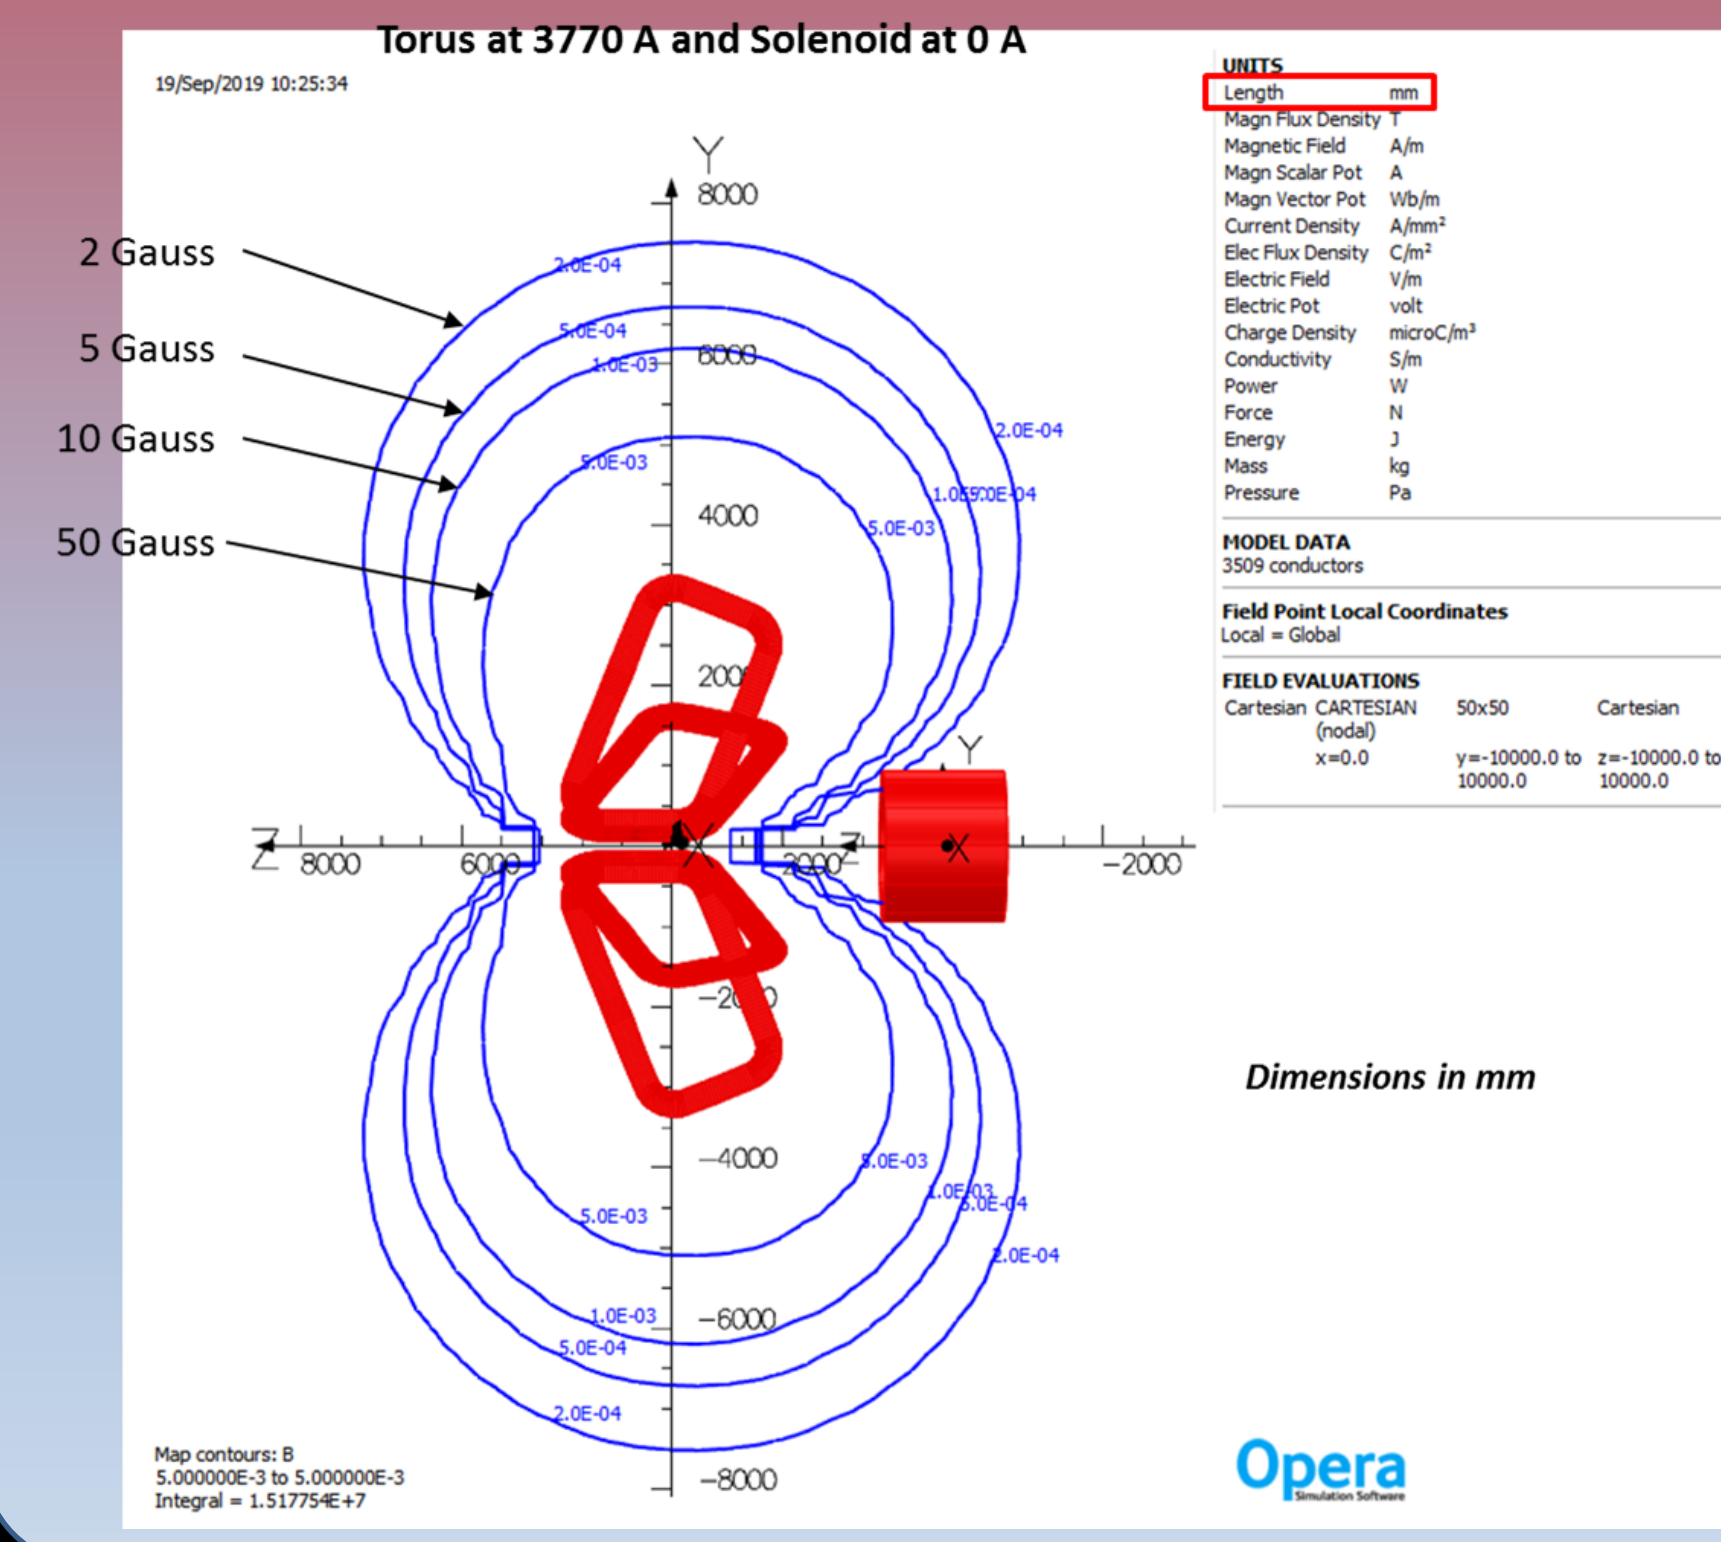 Torus at 3770 A and Solenoid at 0 A
19/Sep/2019 10:25:34
UNITS
Length mm
Magn Flux Density T
Magnetic Field A/m
Magn Scalar Pot A
Magn Vector Pot Wb/m
Current Density A/mm²
Elec Flux Density C/m²
Electric Field V/m
Electric Pot volt
Charge Density microC/m³
Conductivity S/m
Power W
Force N
Energy J
Mass kg
Pressure Pa
MODEL DATA
3509 conductors
Field Point Local Coordinates
Local = Global
FIELD EVALUATIONS
Cartesian CARTESIAN 50x50 Cartesian
(nodal)
x=0.0 y=-10000.0 to z=-10000.0 to
10000.0 10000.0
2 Gauss
5 Gauss
10 Gauss
50 Gauss
Y
8000
2.0E-04
5.0E-04
6000
1.0E-03
2.0E-04
5.0E-03
1.0E
5.0E-04
4000
5.0E-03
2000
Y
Z
X
Z
X
8000
6000
2000
−2000
−2000
−4000
5.0E-03
1.0E-03
5.0E-04
5.0E-03
2.0E-04
1.0E-03
−6000
5.0E-04
2.0E-04
−8000
Dimensions in mm
Map contours: B
5.000000E-3 to 5.000000E-3
Integral = 1.517754E+7
Opera
Simulation Software